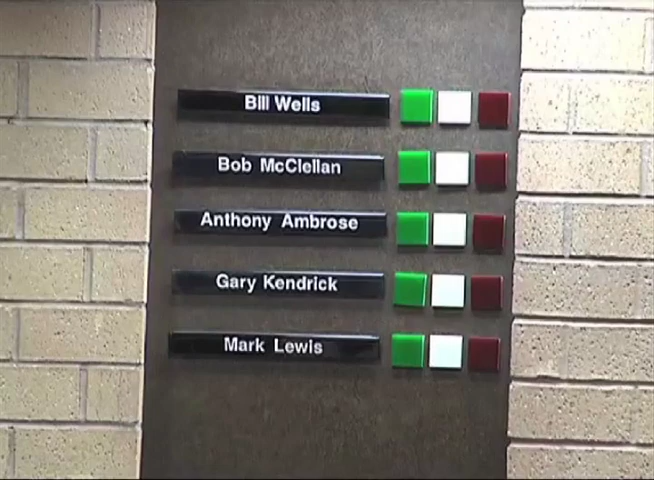 Bill Wells
Bob McClellan
Anthony Ambrose
Gary Kendrick
Mark Lewis